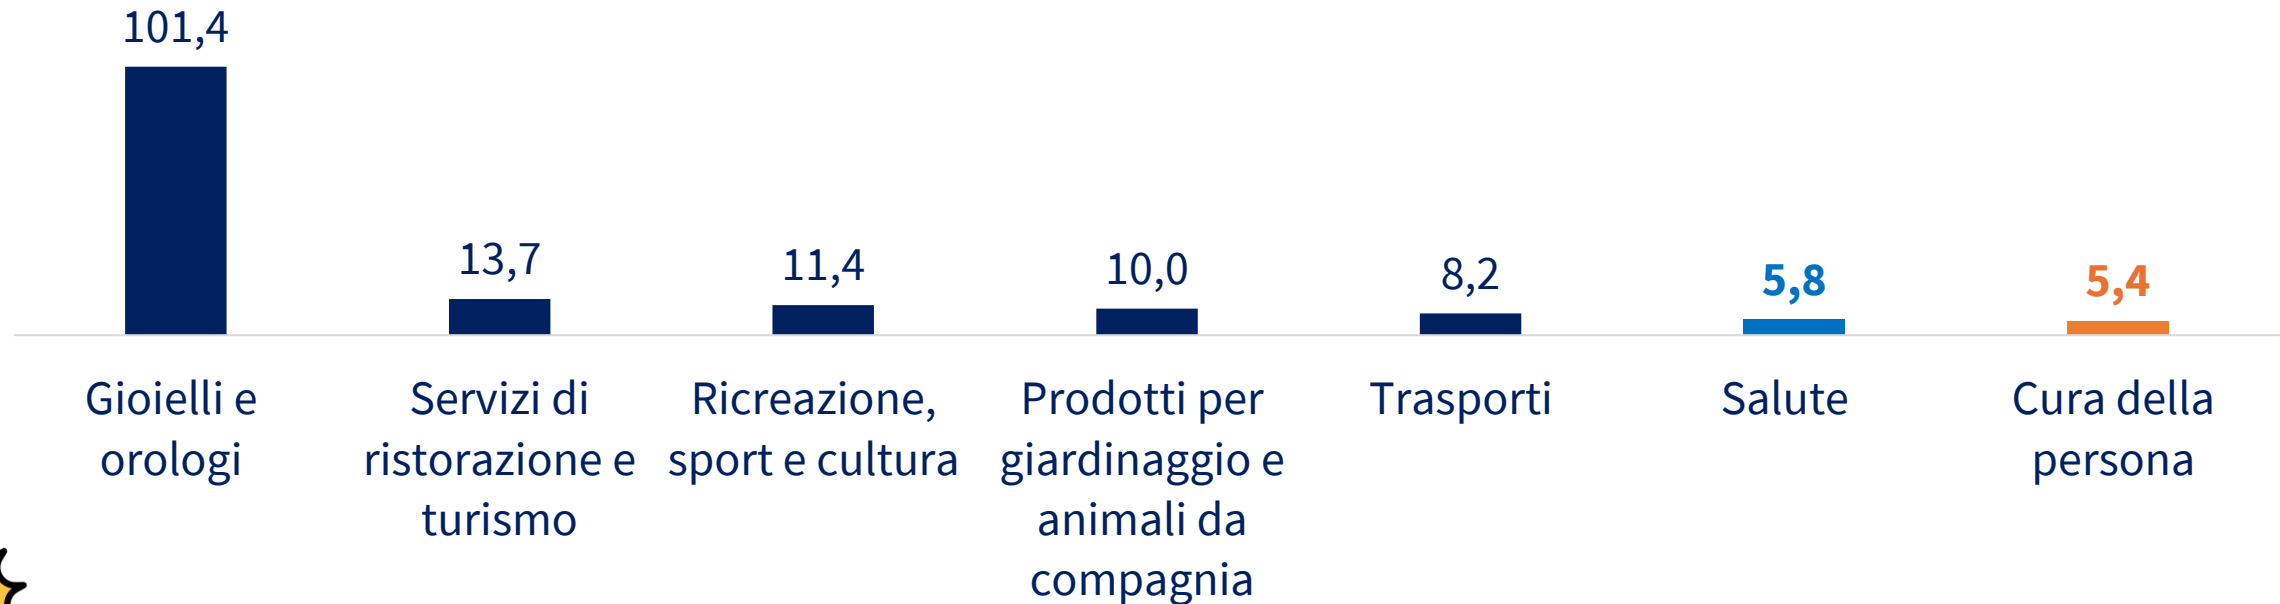 101,4
13,7
11,4
10,0
8,2
5,8
5,4
Gioielli e
orologi
Servizi di
ristorazione e
turismo
Ricreazione,
sport e cultura
Prodotti per
giardinaggio e
animali da
compagnia
Trasporti
Salute
Cura della
persona